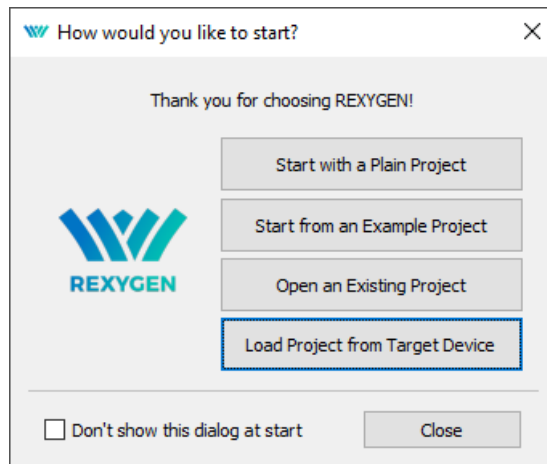 How would you like to start?
Thank you for choosing REXYGEN!
Start with a Plain Project
Start from an Example Project
REXYGEN
Open an Existing Project
Load Project from Target Device
Don't show this dialog at start
Close